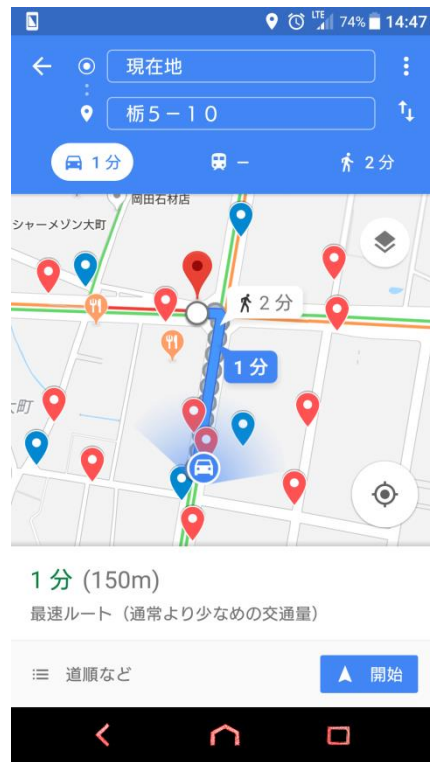 LTE 74% 14:47
現在地
栃５－１０
1 分
–
2 分
岡田石材店
シャーメゾン大町
2 分
1 分
大町
1 分 (150m)
最速ルート（通常より少なめの交通量）
道順など
開始